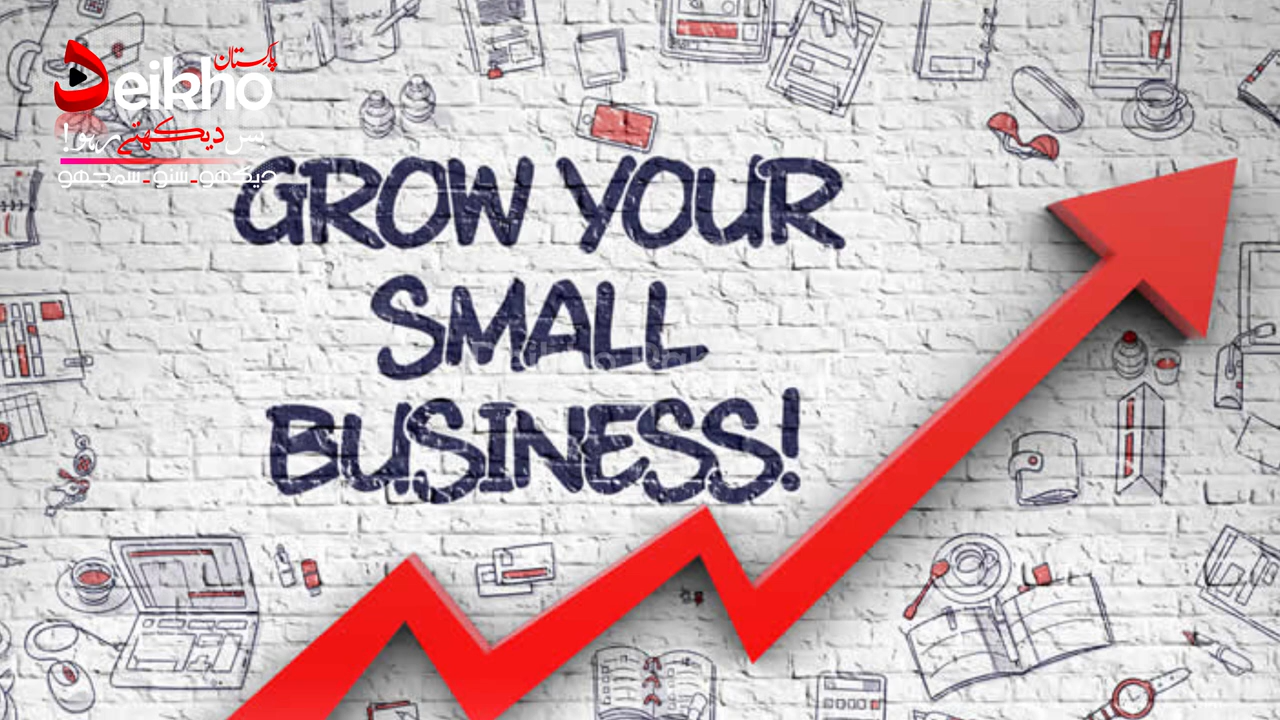 پاکستان
Deikho
بس دیکھتے رہو!
دیکھو-سنو-سمجھو
GROW YOUR
SMALL
BUSINESS!